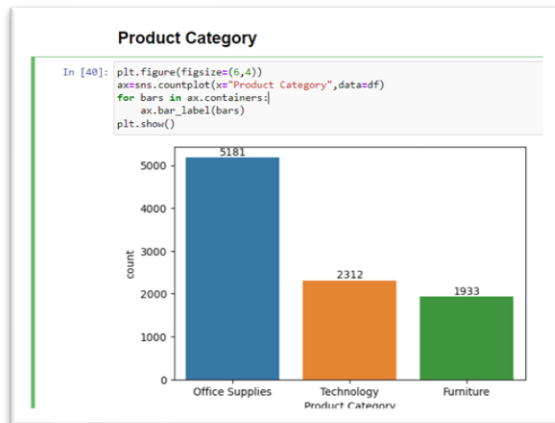 Product Category
In [40]: plt.figure(figsize=(6,4))
ax=sns.countplot(x="Product Category",data=df)
for bars in ax.containers:
    ax.bar_label(bars)
plt.show()
5181
5000
4000
3000
2312
1933
2000
1000
0
count
Office Supplies Technology Furniture
Product Category